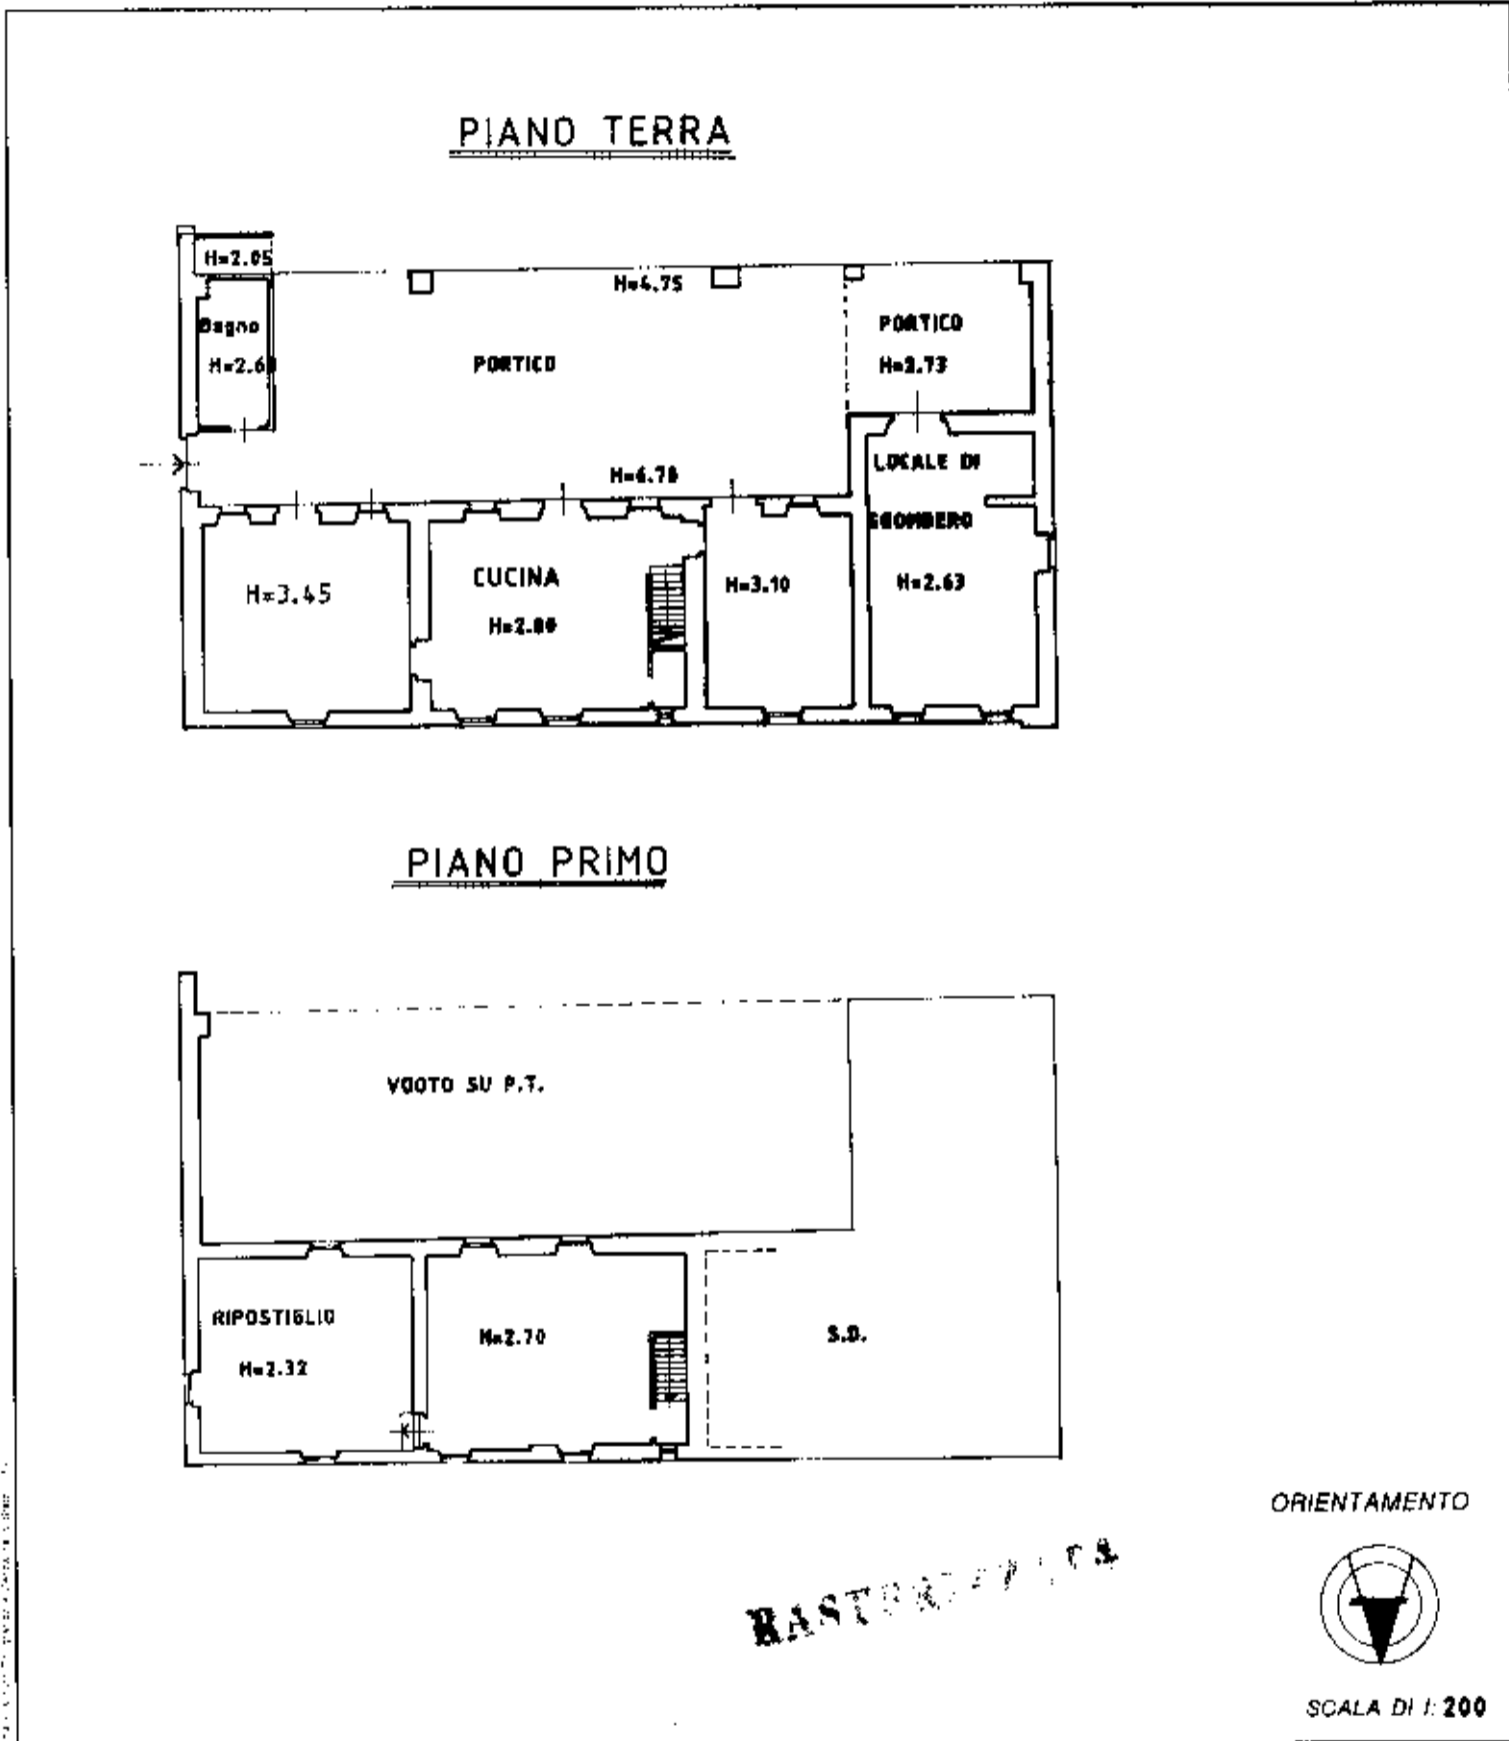 PIANO TERRA
H=2.05
H=4.75
Bagno
H=2.6
PORTICO
PORTICO
H=2.73
H=4.78
LOCALE DI
SGOMBERO
H=3.45
CUCINA
H=2.80
H=3.10
H=2.63
PIANO PRIMO
VUOTO SU P.T.
RIPOSTIGLIO
H=2.32
H=2.70
S.D.
ORIENTAMENTO
SCALA DI 1: 200